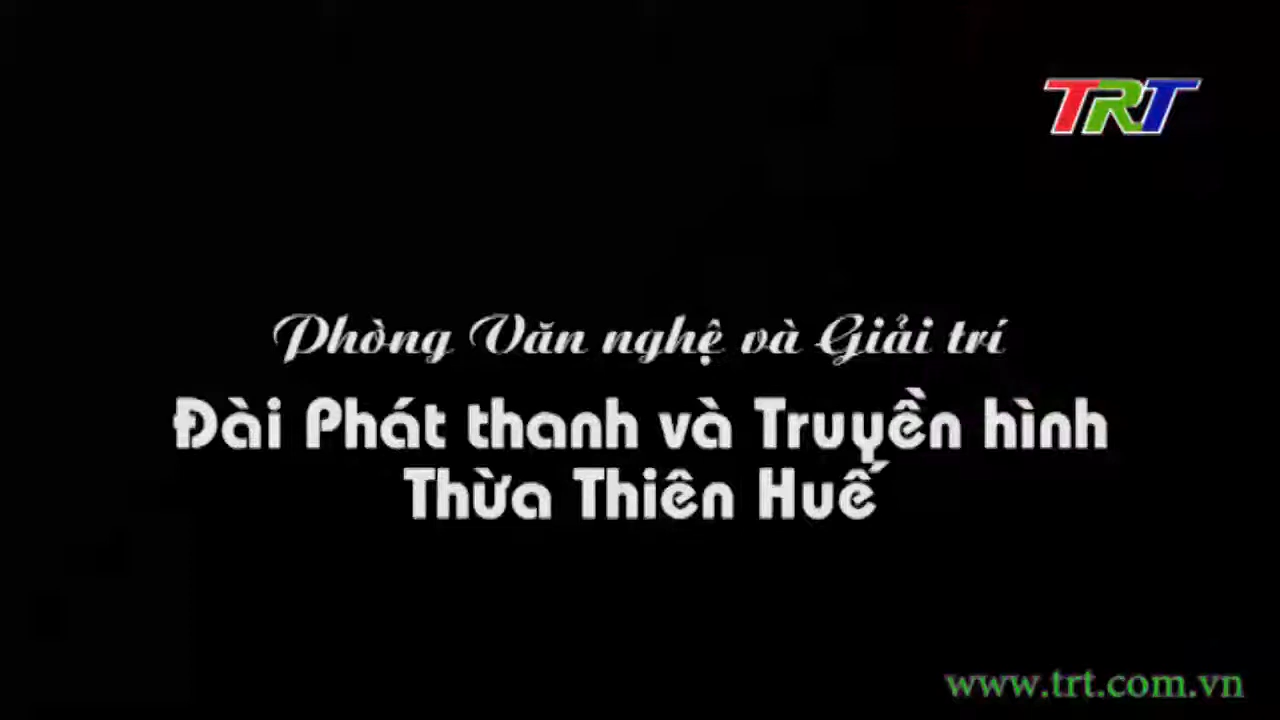 TRT
Phòng Văn nghệ và Giải trí
Đài Phát thanh và Truyền hình
Thừa Thiên Huế
www.trt.com.vn